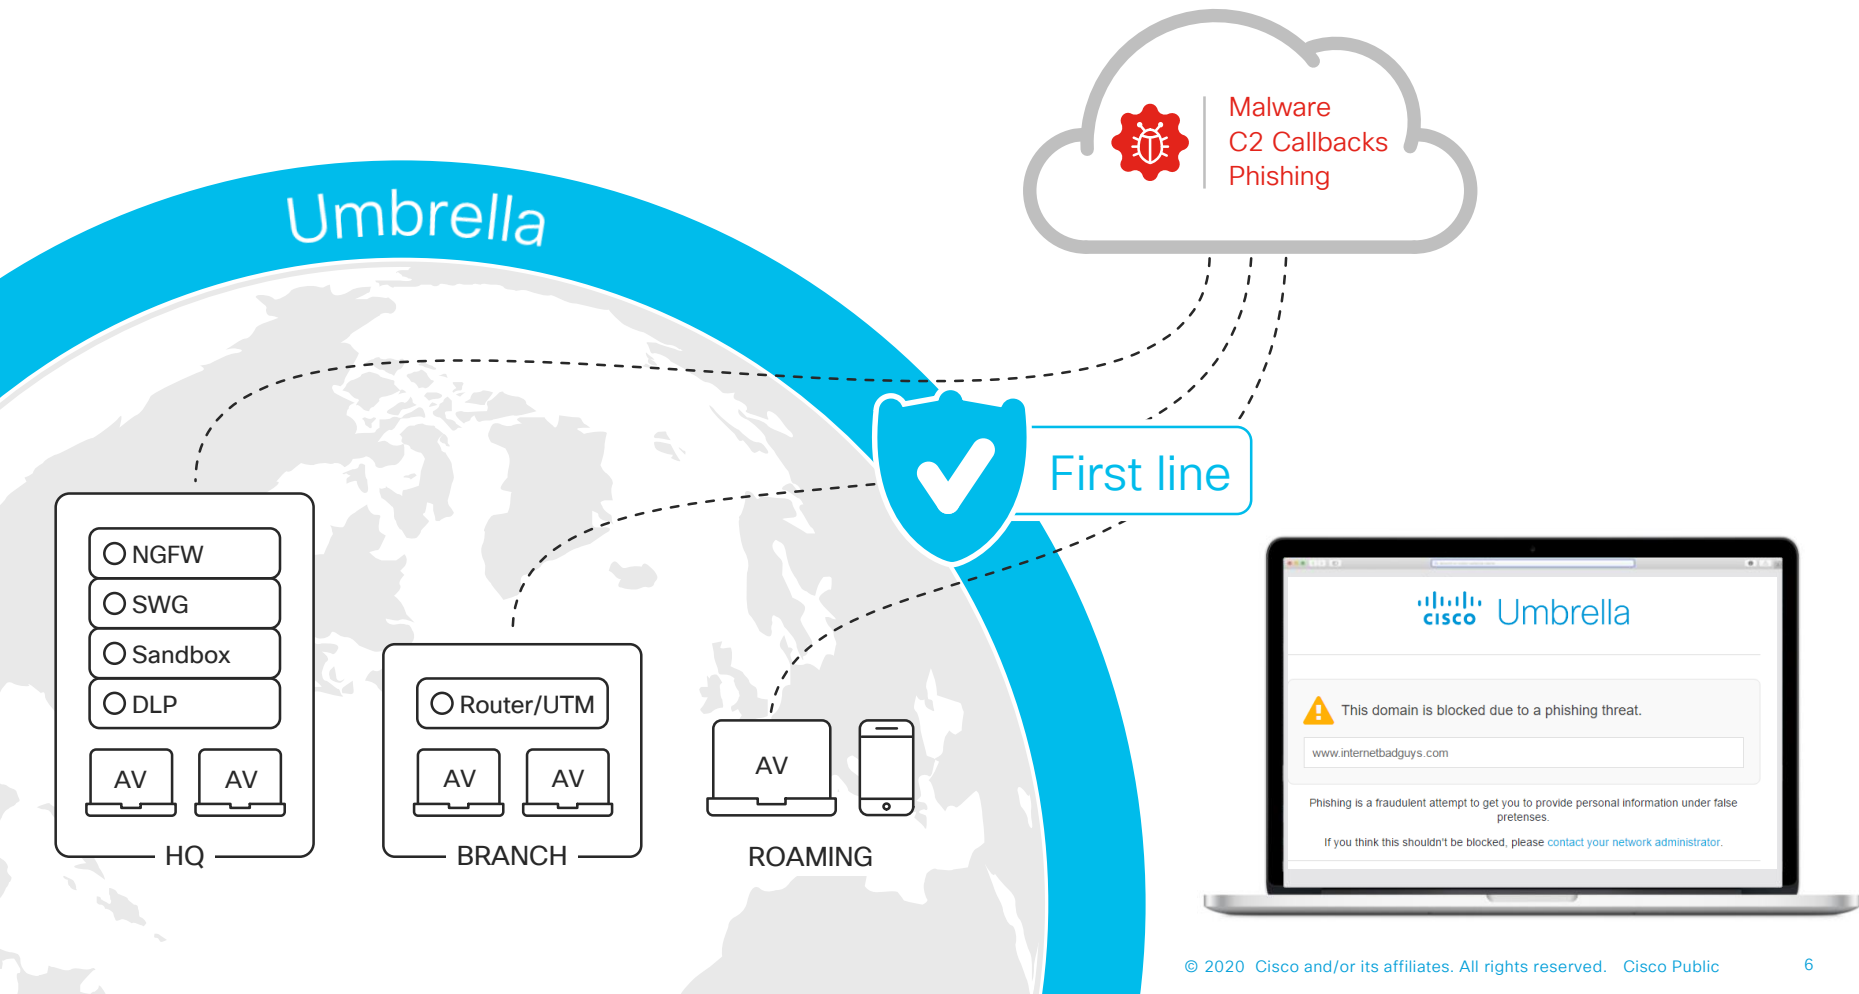 Malware
C2 Callbacks
Phishing
Umbrella
First line
NGFW
SWG
Sandbox
DLP
AV AV
HQ
Router/UTM
AV AV
BRANCH
AV
ROAMING
cisco Umbrella
This domain is blocked due to a phishing threat.
www.internetbadguys.com
Phishing is a fraudulent attempt to get you to provide personal information under false
pretenses.
If you think this shouldn't be blocked, please contact your network administrator.
© 2020 Cisco and/or its affiliates. All rights reserved. Cisco Public 6